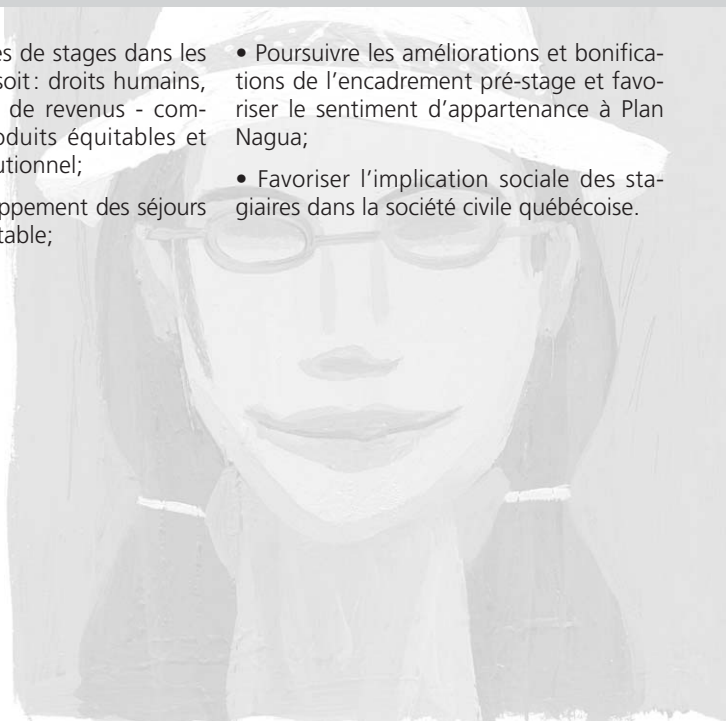 es de stages dans les
soit : droits humains,
de revenus - com-
oduits équitables et
utionnel;
ppement des séjours
table;
• Poursuivre les améliorations et bonifica-
tions de l’encadrement pré-stage et favo-
riser le sentiment d’appartenance à Plan
Nagua;
• Favoriser l’implication sociale des sta-
giaires dans la société civile québécoise.